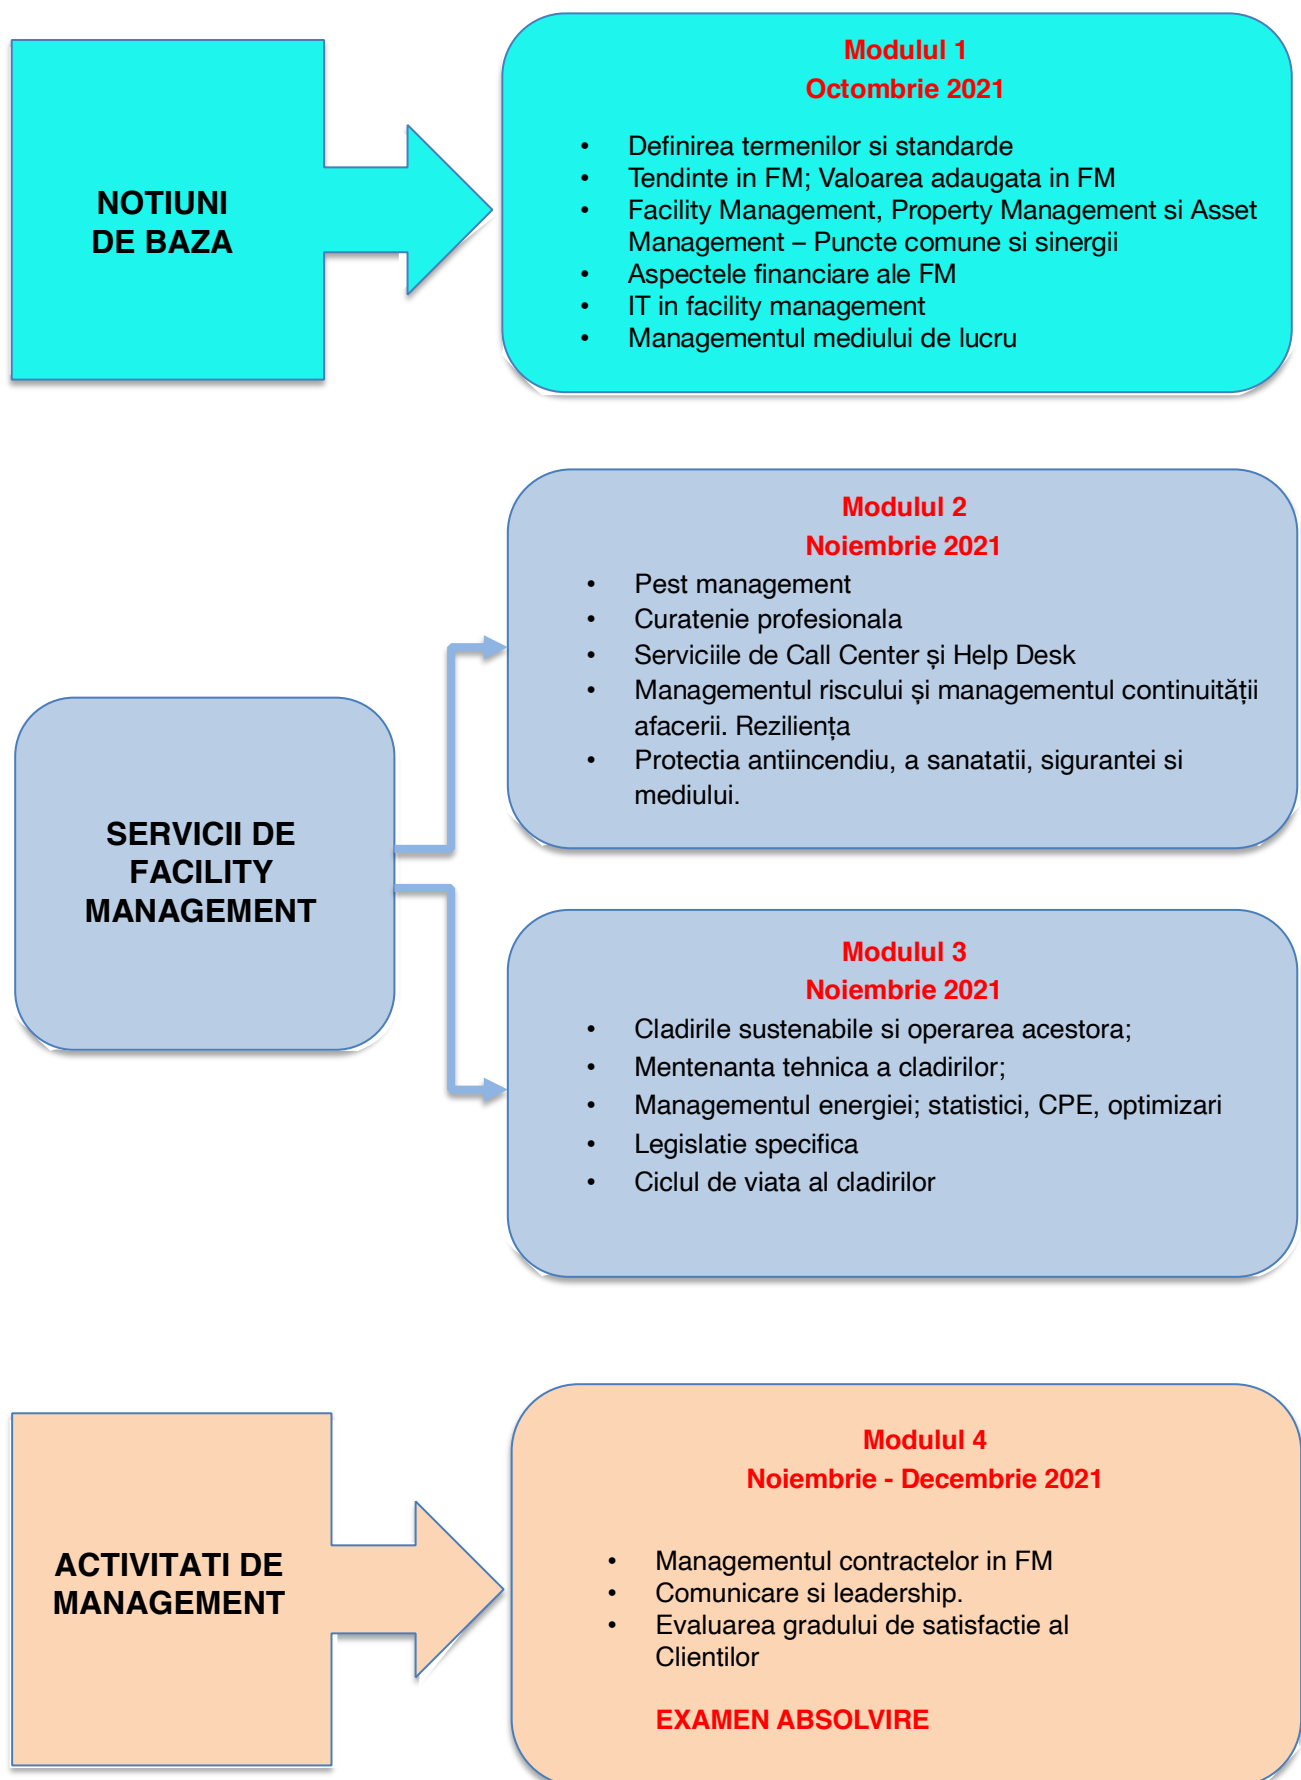 NOTIUNI
DE BAZA
Modulul 1
Octombrie 2021
• Definirea termenilor si standarde
• Tendinte in FM; Valoarea adaugata in FM
• Facility Management, Property Management si Asset
Management – Puncte comune si sinergii
• Aspectele financiare ale FM
• IT in facility management
• Managementul mediului de lucru
SERVICII DE
FACILITY
MANAGEMENT
Modulul 2
Noiembrie 2021
• Pest management
• Curatenie profesionala
• Serviciile de Call Center și Help Desk
• Managementul riscului și managementul continuității
afacerii. Reziliența
• Protectia antiincendiu, a sanatatii, sigurantei si
mediului.
Modulul 3
Noiembrie 2021
• Cladirile sustenabile si operarea acestora;
• Mentenanta tehnica a cladirilor;
• Managementul energiei; statistici, CPE, optimizari
• Legislatie specifica
• Ciclul de viata al cladirilor
ACTIVITATI DE
MANAGEMENT
Modulul 4
Noiembrie - Decembrie 2021
• Managementul contractelor in FM
• Comunicare si leadership.
• Evaluarea gradului de satisfactie al
Clientilor
EXAMEN ABSOLVIRE